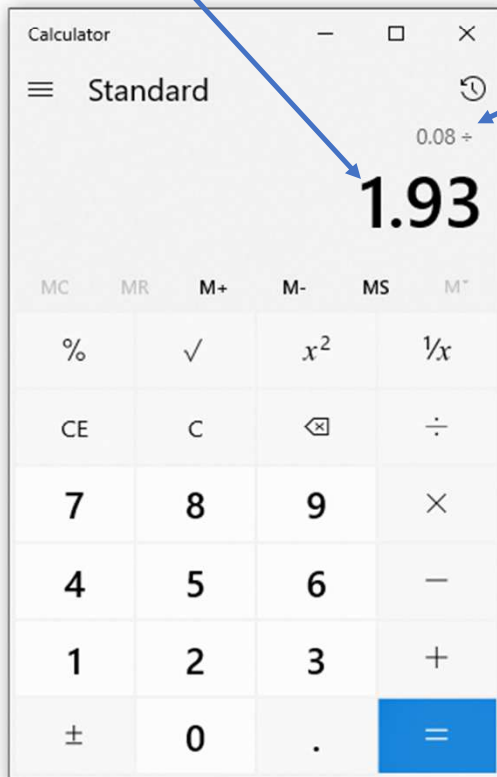 Calculator
Standard
0.08 ÷
1.93
MC MR M+ M- MS M˅
% √ x² ¹/x
CE C ÷
7 8 9 ×
4 5 6 −
1 2 3 +
± 0 . =